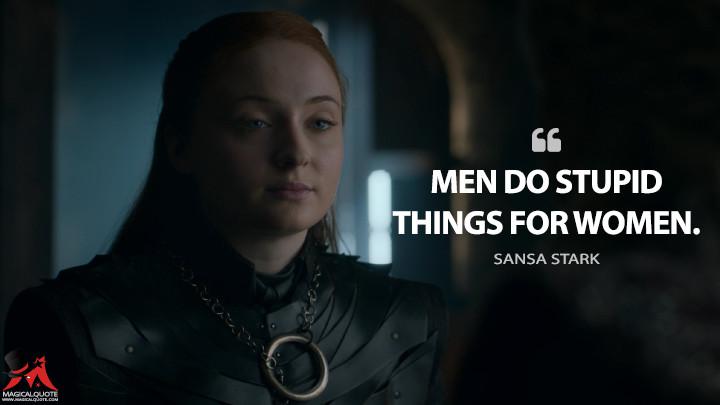 ❝
MEN DO STUPID
THINGS FOR WOMEN.
SANSA STARK
MAGICALQUOTE
WWW.MAGICALQUOTE.COM